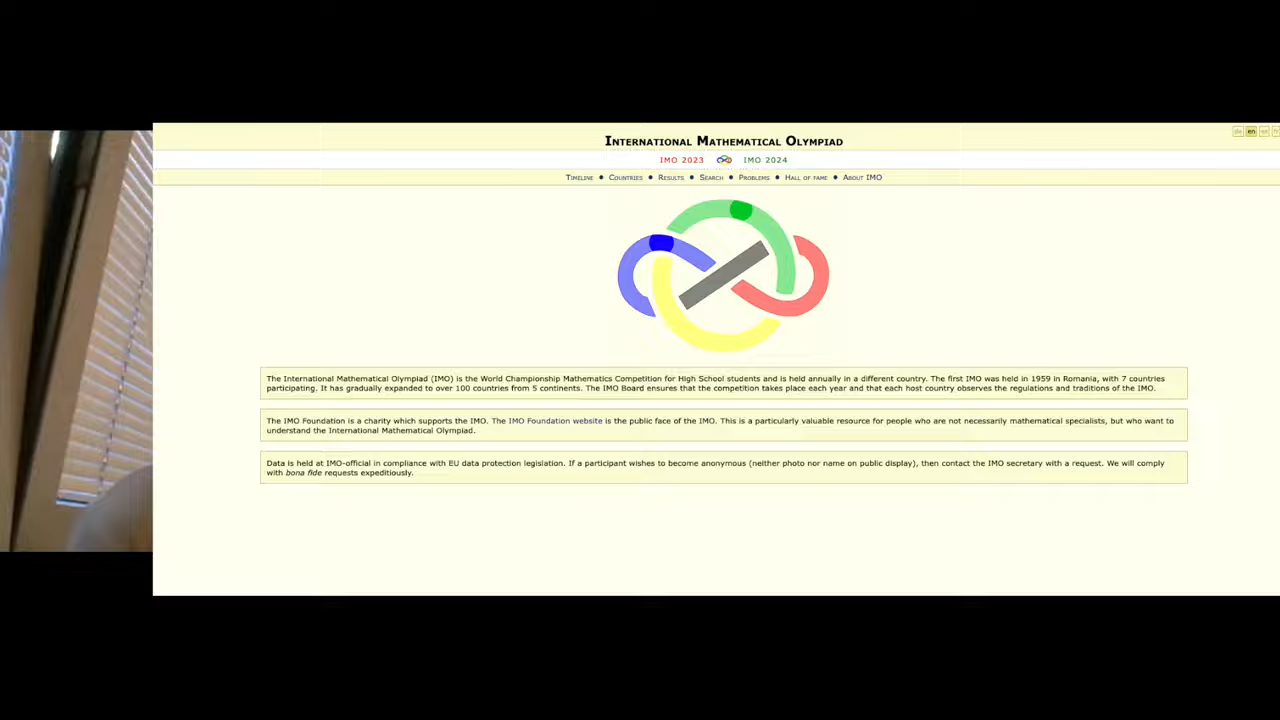 INTERNATIONAL MATHEMATICAL OLYMPIAD
de en es fr
IMO 2023 IMO 2024
TIMELINE • COUNTRIES • RESULTS • SEARCH • PROBLEMS • HALL OF FAME • ABOUT IMO
The International Mathematical Olympiad (IMO) is the World Championship Mathematics Competition for High School students and is held annually in a different country. The first IMO was held in 1959 in Romania, with 7 countries
participating. It has gradually expanded to over 100 countries from 5 continents. The IMO Board ensures that the competition takes place each year and that each host country observes the regulations and traditions of the IMO.
The IMO Foundation is a charity which supports the IMO. The IMO Foundation website is the public face of the IMO. This is a particularly valuable resource for people who are not necessarily mathematical specialists, but who want to
understand the International Mathematical Olympiad.
Data is held at IMO-official in compliance with EU data protection legislation. If a participant wishes to become anonymous (neither photo nor name on public display), then contact the IMO secretary with a request. We will comply
with bona fide requests expeditiously.